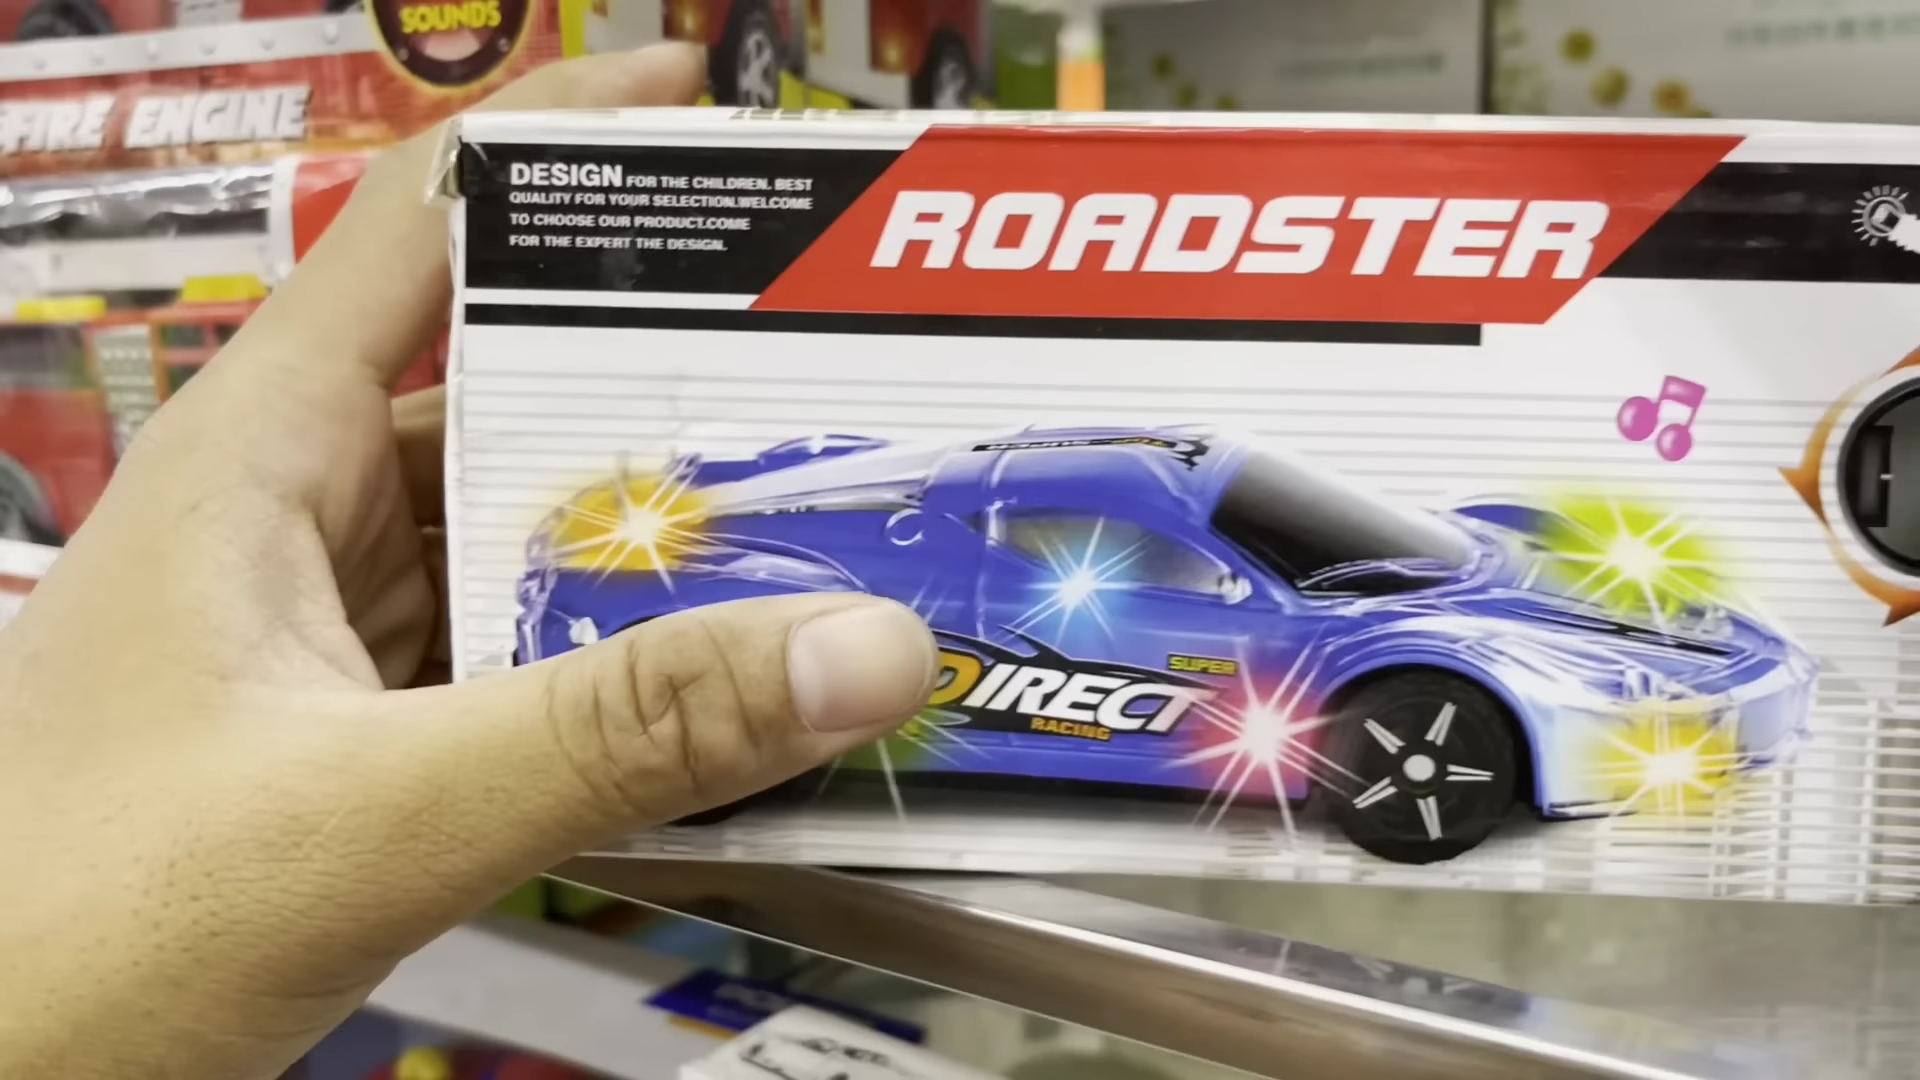 SOUNDS
FIRE ENGINE
DESIGN FOR THE CHILDREN. BEST
QUALITY FOR YOUR SELECTION.WELCOME
TO CHOOSE OUR PRODUCT.COME
FOR THE EXPERT THE DESIGN.
ROADSTER
SUPER
DIRECT
RACING